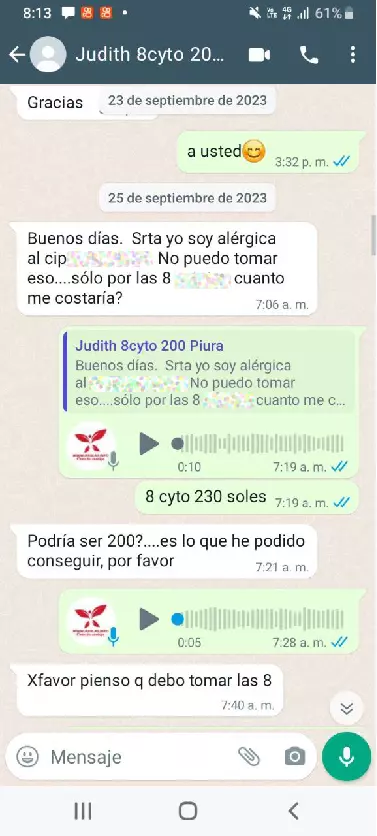 8:13
61%
Judith 8cyto 20...
Gracias
23 de septiembre de 2023
a usted😊
3:32 p. m.
25 de septiembre de 2023
Buenos días. Srta yo soy alérgica
al cip No puedo tomar
eso....sólo por las 8 cuanto
me costaría?
7:06 a. m.
Judith 8cyto 200 Piura
Buenos días. Srta yo soy alérgica
al No puedo tomar
eso....sólo por las 8 cuanto me c...
0:10
7:19 a. m.
8 cyto 230 soles
7:19 a. m.
Podría ser 200?....es lo que he podido
conseguir, por favor
7:21 a. m.
0:05
7:28 a. m.
Xfavor pienso q debo tomar las 8
7:40 a. m.
Mensaje